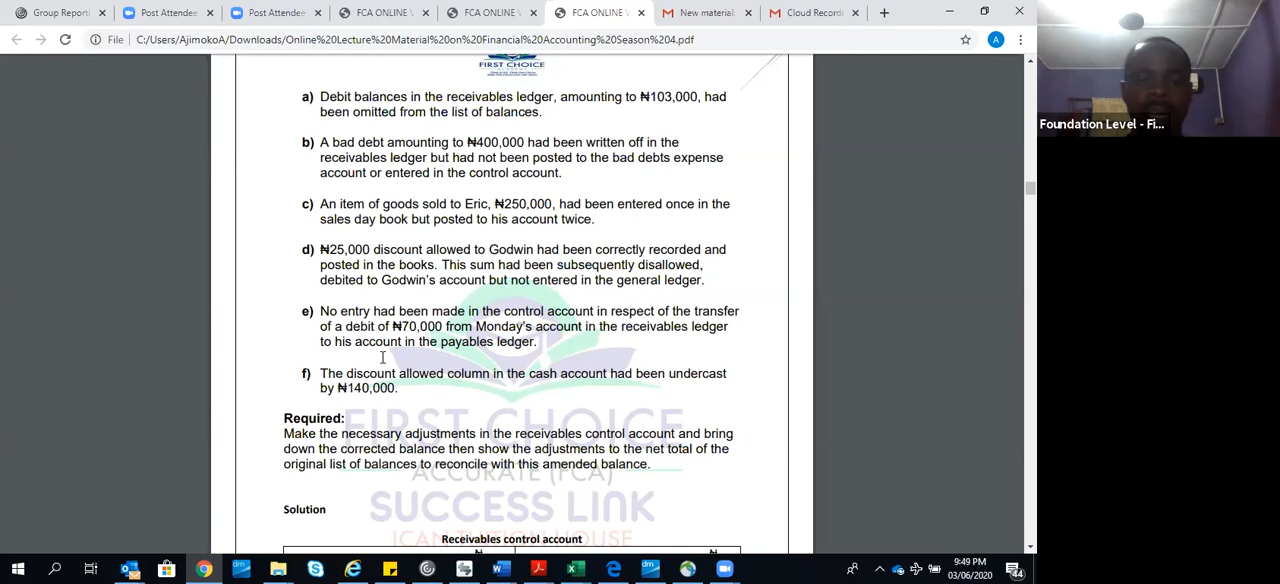 Group Reporti
Post Attendee
Post Attendee
FCA ONLINE V
FCA ONLINE V
FCA ONLINE V
New material
Cloud Recordi
File
C:/Users/AjimokoA/Downloads/Online%20Lecture%20Material%20on%20Financial%20Accounting%20Season%204.pdf
A
FIRST CHOICE
a) Debit balances in the receivables ledger, amounting to ₦103,000, had
been omitted from the list of balances.
b) A bad debt amounting to ₦400,000 had been written off in the
receivables ledger but had not been posted to the bad debts expense
account or entered in the control account.
c) An item of goods sold to Eric, ₦250,000, had been entered once in the
sales day book but posted to his account twice.
d) ₦25,000 discount allowed to Godwin had been correctly recorded and
posted in the books. This sum had been subsequently disallowed,
debited to Godwin's account but not entered in the general ledger.
e) No entry had been made in the control account in respect of the transfer
of a debit of ₦70,000 from Monday's account in the receivables ledger
to his account in the payables ledger.
f) The discount allowed column in the cash account had been undercast
by ₦140,000.
FIRST CHOICE
Required:
Make the necessary adjustments in the receivables control account and bring
down the corrected balance then show the adjustments to the net total of the
original list of balances to reconcile with this amended balance.
ACCURATE (FCA)
SUCCESS LINK
Solution
ICAN TUITION HOUSE
Receivables control account
₦ ₦
Foundation Level - Fi...
dm
dm
9:49 PM
03/06/2020
44